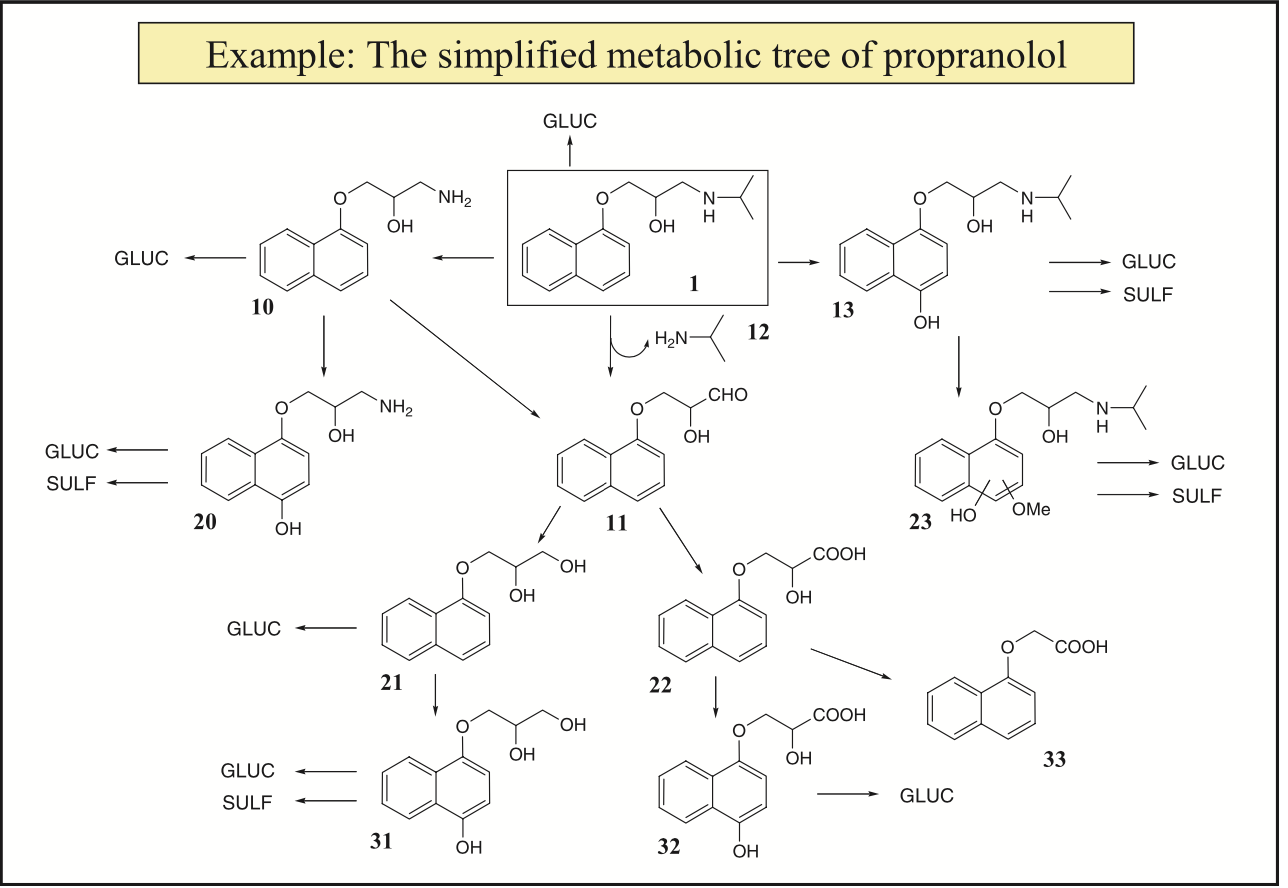 Example: The simplified metabolic tree of propranolol
GLUC
O NH2
OH
GLUC
10
O N
H
OH
1
O N
H
OH
OH
13
GLUC
SULF
H2N
12
O NH2
OH
OH
20
GLUC
SULF
O CHO
OH
11
O N
H
OH
HO OMe
23
GLUC
SULF
O OH
OH
GLUC
21
O COOH
OH
22
O COOH
33
O OH
OH
OH
GLUC
SULF
31
O COOH
OH
OH
32
GLUC